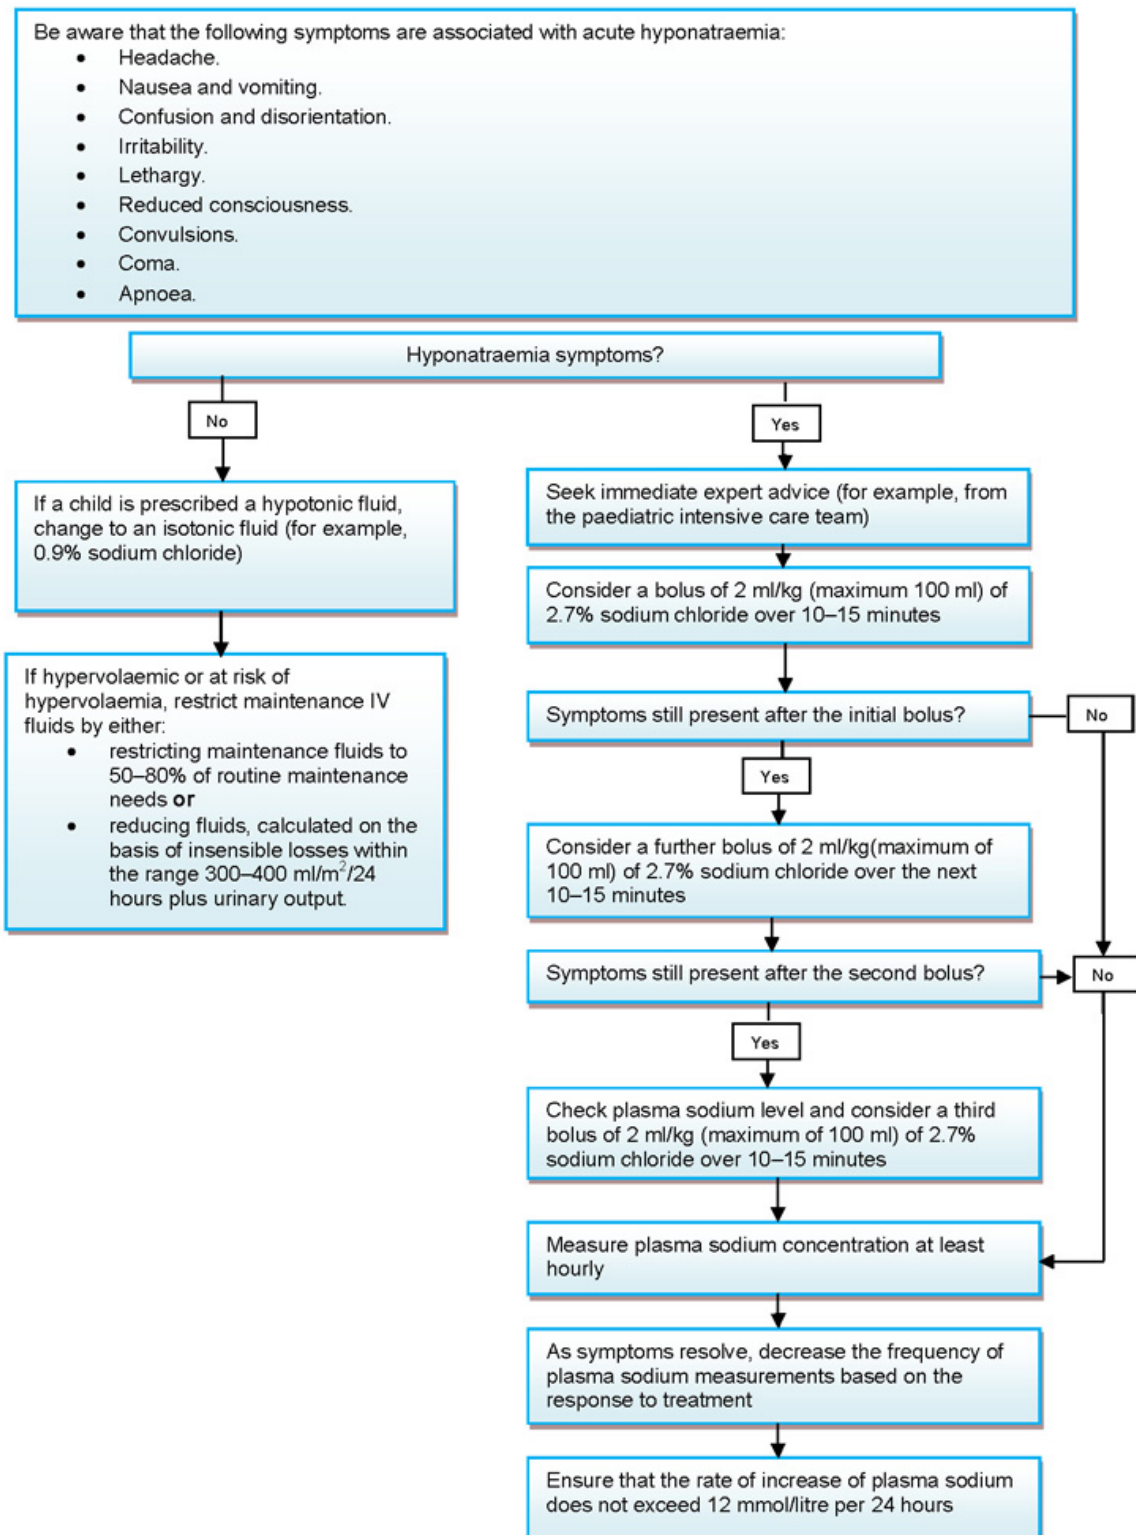 Be aware that the following symptoms are associated with acute hyponatraemia:
• Headache.
• Nausea and vomiting.
• Confusion and disorientation.
• Irritability.
• Lethargy.
• Reduced consciousness.
• Convulsions.
• Coma.
• Apnoea.
Hyponatraemia symptoms?
No
If a child is prescribed a hypotonic fluid,
change to an isotonic fluid (for example,
0.9% sodium chloride)
If hypervolaemic or at risk of
hypervolaemia, restrict maintenance IV
fluids by either:
• restricting maintenance fluids to
50–80% of routine maintenance
needs or
• reducing fluids, calculated on the
basis of insensible losses within
the range 300–400 ml/m²/24
hours plus urinary output.
Yes
Seek immediate expert advice (for example, from
the paediatric intensive care team)
Consider a bolus of 2 ml/kg (maximum 100 ml) of
2.7% sodium chloride over 10–15 minutes
Symptoms still present after the initial bolus?
No
Yes
Consider a further bolus of 2 ml/kg(maximum of
100 ml) of 2.7% sodium chloride over the next
10–15 minutes
Symptoms still present after the second bolus?
No
Yes
Check plasma sodium level and consider a third
bolus of 2 ml/kg (maximum of 100 ml) of 2.7%
sodium chloride over 10–15 minutes
Measure plasma sodium concentration at least
hourly
As symptoms resolve, decrease the frequency of
plasma sodium measurements based on the
response to treatment
Ensure that the rate of increase of plasma sodium
does not exceed 12 mmol/litre per 24 hours